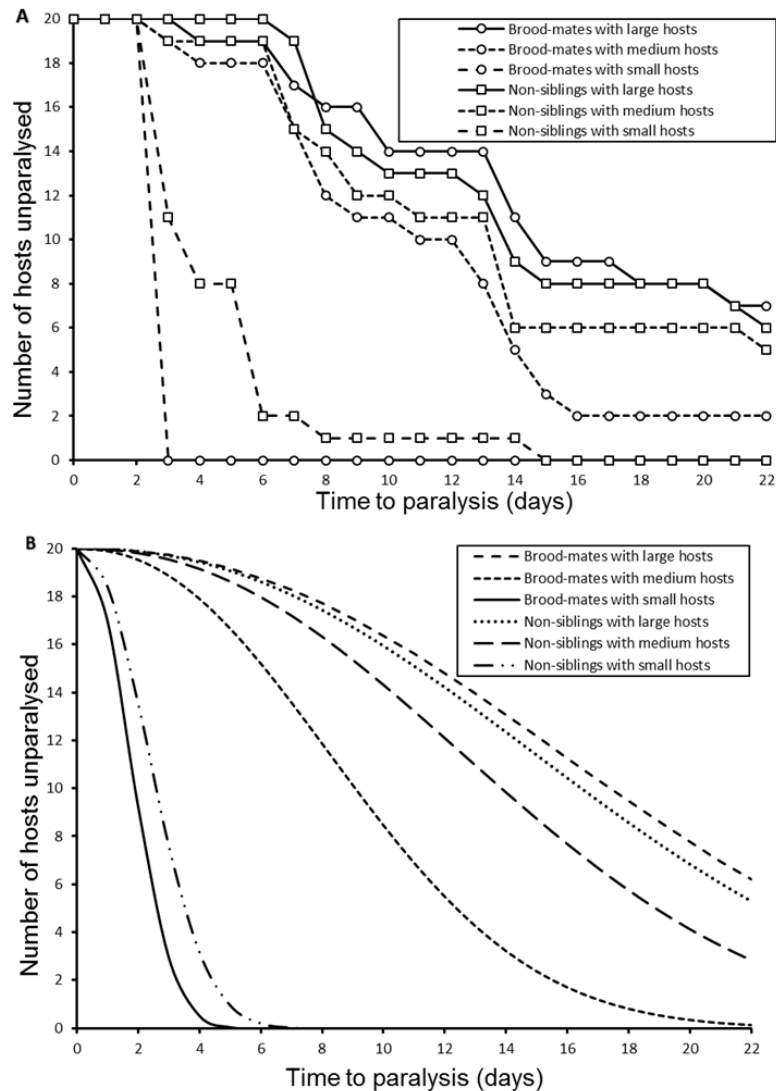 A
Brood-mates with large hosts
Brood-mates with medium hosts
Brood-mates with small hosts
Non-siblings with large hosts
Non-siblings with medium hosts
Non-siblings with small hosts
Number of hosts unparalysed
20
18
16
14
12
10
8
6
4
2
0
0 2 4 6 8 10 12 14 16 18 20 22
Time to paralysis (days)
B
Brood-mates with large hosts
Brood-mates with medium hosts
Brood-mates with small hosts
Non-siblings with large hosts
Non-siblings with medium hosts
Non-siblings with small hosts
Number of hosts unparalysed
20
18
16
14
12
10
8
6
4
2
0
0 2 4 6 8 10 12 14 16 18 20 22
Time to paralysis (days)